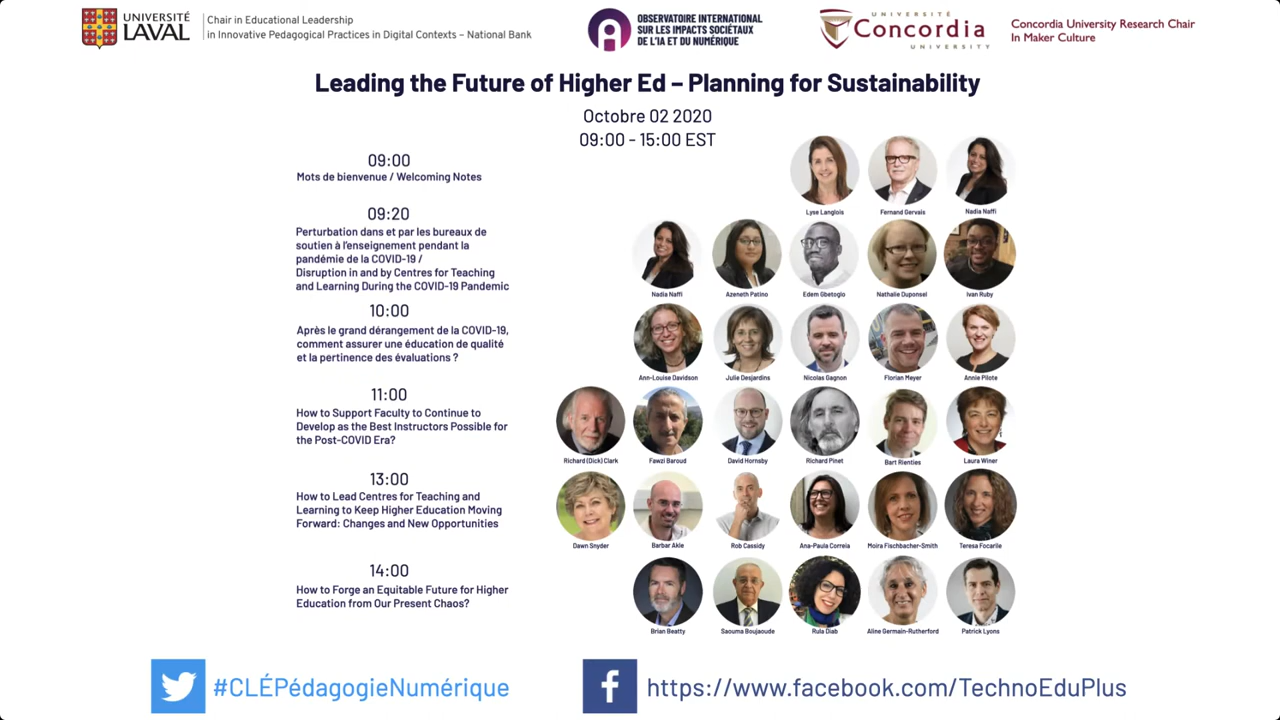 UNIVERSITÉ
LAVAL
Chair in Educational Leadership
in Innovative Pedagogical Practices in Digital Contexts – National Bank
OBSERVATOIRE INTERNATIONAL
SUR LES IMPACTS SOCIÉTAUX
DE L'IA ET DU NUMÉRIQUE
UNIVERSITÉ
Concordia
UNIVERSITY
Concordia University Research Chair
In Maker Culture
Leading the Future of Higher Ed – Planning for Sustainability
Octobre 02 2020
09:00 - 15:00 EST
09:00
Mots de bienvenue / Welcoming Notes
Lyse Langlois
Fernand Gervais
Nadia Naffi
09:20
Perturbation dans et par les bureaux de
soutien à l'enseignement pendant la
pandémie de la COVID-19 /
Disruption in and by Centres for Teaching
and Learning During the COVID-19 Pandemic
Nadia Naffi
Azeneth Patino
Edem Gbetoglo
Nathalie Duponsel
Ivan Ruby
10:00
Après le grand dérangement de la COVID-19,
comment assurer une éducation de qualité
et la pertinence des évaluations ?
Ann-Louise Davidson
Julie Desjardins
Nicolas Gagnon
Florian Meyer
Annie Pilote
11:00
How to Support Faculty to Continue to
Develop as the Best Instructors Possible for
the Post-COVID Era?
Richard (Dick) Clark
Fawzi Baroud
David Hornsby
Richard Pinet
Bart Rienties
Laura Winer
13:00
How to Lead Centres for Teaching and
Learning to Keep Higher Education Moving
Forward: Changes and New Opportunities
Dawn Snyder
Barbar Akle
Rob Cassidy
Ana-Paula Correia
Moira Fischbacher-Smith
Teresa Focarile
14:00
How to Forge an Equitable Future for Higher
Education from Our Present Chaos?
Brian Beatty
Saouma Boujaoude
Rula Diab
Aline Germain-Rutherford
Patrick Lyons
#CLÉPédagogieNumérique
https://www.facebook.com/TechnoEduPlus